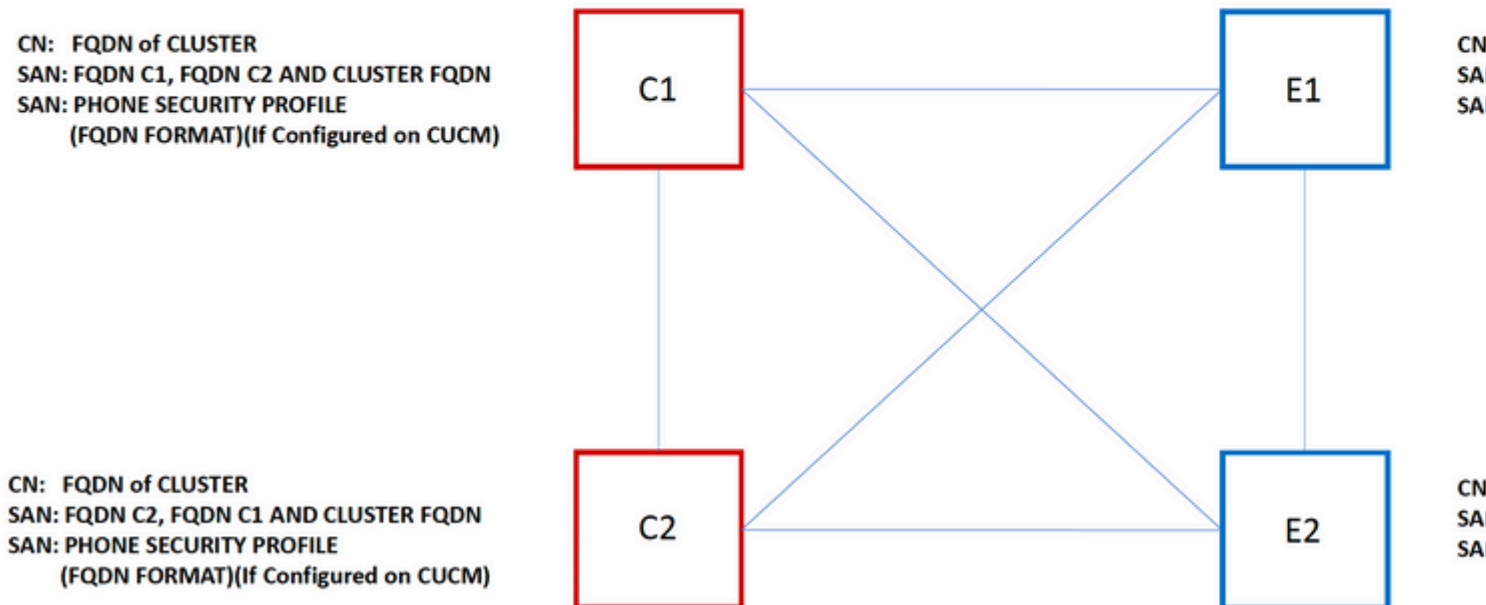 CN: FQDN of CLUSTER
SAN: FQDN C1, FQDN C2 AND CLUSTER FQDN
SAN: PHONE SECURITY PROFILE
(FQDN FORMAT)(If Configured on CUCM)
C1
E1
CN
SA
SA
CN: FQDN of CLUSTER
SAN: FQDN C2, FQDN C1 AND CLUSTER FQDN
SAN: PHONE SECURITY PROFILE
(FQDN FORMAT)(If Configured on CUCM)
C2
E2
CN
SA
SA